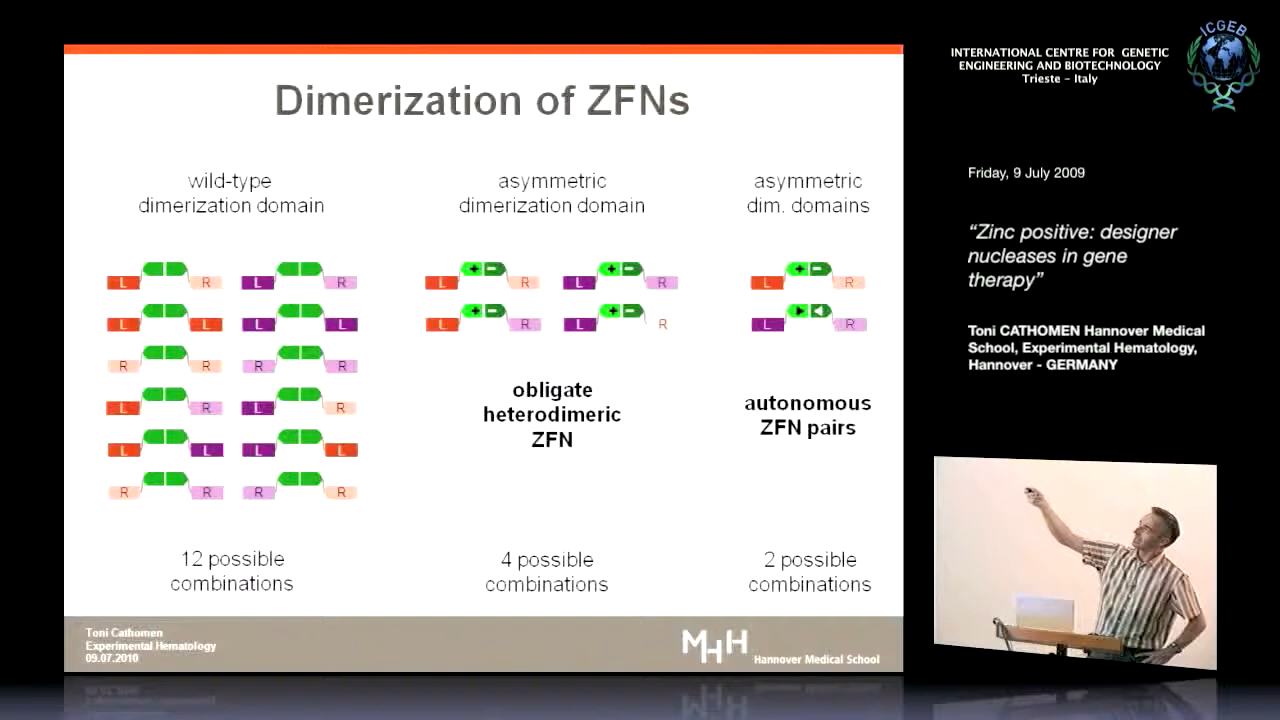 Dimerization of ZFNs
wild-type
dimerization domain
asymmetric
dimerization domain
asymmetric
dim. domains
L R L R
L L L L
R R R R
L R L R
L L L L
R R R R
L + - R L + - R
L + - R L + - R
L + - R
L R
obligate
heterodimeric
ZFN
autonomous
ZFN pairs
12 possible
combinations
4 possible
combinations
2 possible
combinations
Toni Cathomen
Experimental Hematology
09.07.2010
MHH
Hannover Medical School
INTERNATIONAL CENTRE FOR GENETIC
ENGINEERING AND BIOTECHNOLOGY
Trieste - Italy
ICGEB
Friday, 9 July 2009
“Zinc positive: designer
nucleases in gene
therapy”
Toni CATHOMEN Hannover Medical
School, Experimental Hematology,
Hannover - GERMANY